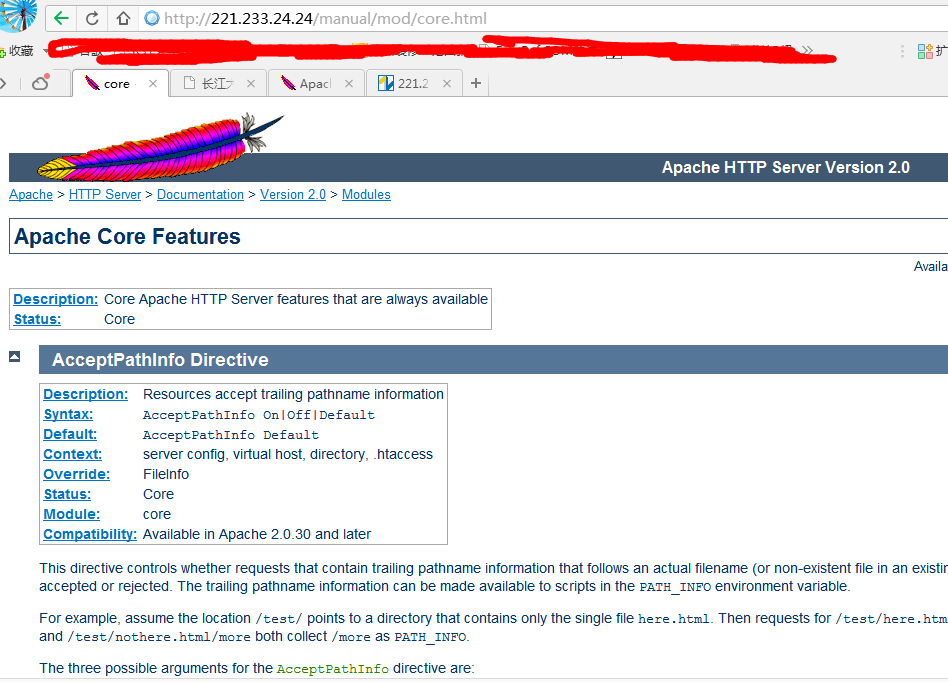 http://221.233.24.24/manual/mod/core.html
收藏
扩
core
长江
Apac
221.2
Apache HTTP Server Version 2.0
Apache > HTTP Server > Documentation > Version 2.0 > Modules
Apache Core Features
Availa
Description: Core Apache HTTP Server features that are always available
Status: Core
AcceptPathInfo Directive
Description: Resources accept trailing pathname information
Syntax: AcceptPathInfo On|Off|Default
Default: AcceptPathInfo Default
Context: server config, virtual host, directory, .htaccess
Override: FileInfo
Status: Core
Module: core
Compatibility: Available in Apache 2.0.30 and later
This directive controls whether requests that contain trailing pathname information that follows an actual filename (or non-existent file in an existin
accepted or rejected. The trailing pathname information can be made available to scripts in the PATH_INFO environment variable.
For example, assume the location /test/ points to a directory that contains only the single file here.html. Then requests for /test/here.htm
and /test/nothere.html/more both collect /more as PATH_INFO.
The three possible arguments for the AcceptPathInfo directive are: